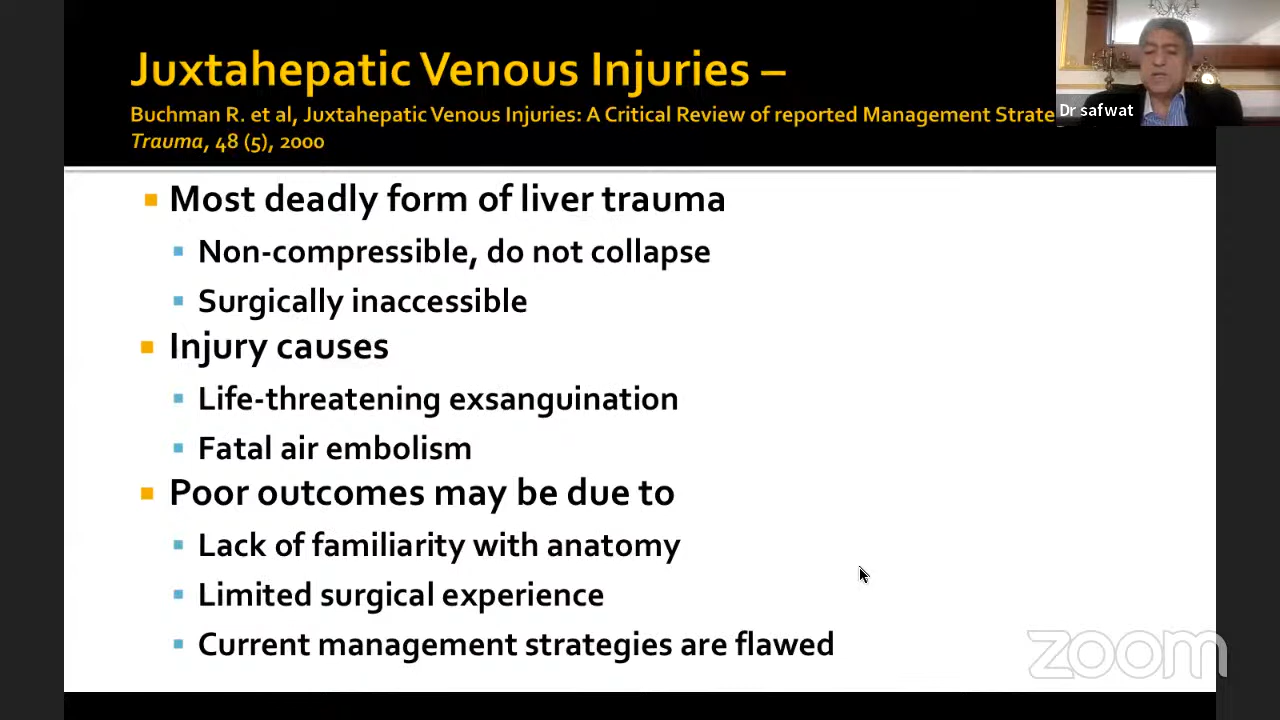 Juxtahepatic Venous Injuries –
Buchman R. et al, Juxtahepatic Venous Injuries: A Critical Review of reported Management Strate
Trauma, 48 (5), 2000
Dr safwat
Most deadly form of liver trauma
Non-compressible, do not collapse
Surgically inaccessible
Injury causes
Life-threatening exsanguination
Fatal air embolism
Poor outcomes may be due to
Lack of familiarity with anatomy
Limited surgical experience
Current management strategies are flawed
zoom